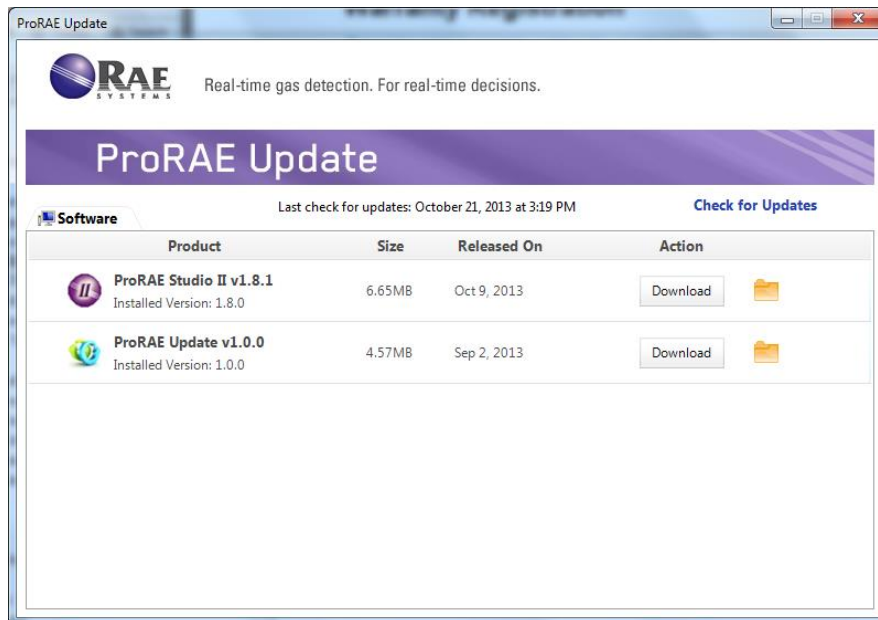 Warranty Registration
ProRAE Update
RAE
SYSTEMS
Real-time gas detection. For real-time decisions.
ProRAE Update
Software
Last check for updates: October 21, 2013 at 3:19 PM
Check for Updates
Product Size Released On Action
II
ProRAE Studio II v1.8.1
Installed Version: 1.8.0
6.65MB Oct 9, 2013 Download
ProRAE Update v1.0.0
Installed Version: 1.0.0
4.57MB Sep 2, 2013 Download